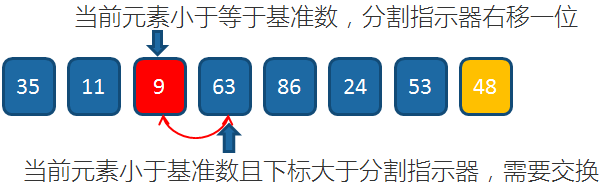 当前元素小于等于基准数，分割指示器右移一位
35 11 9 63 86 24 53 48
当前元素小于基准数且下标大于分割指示器，需要交换